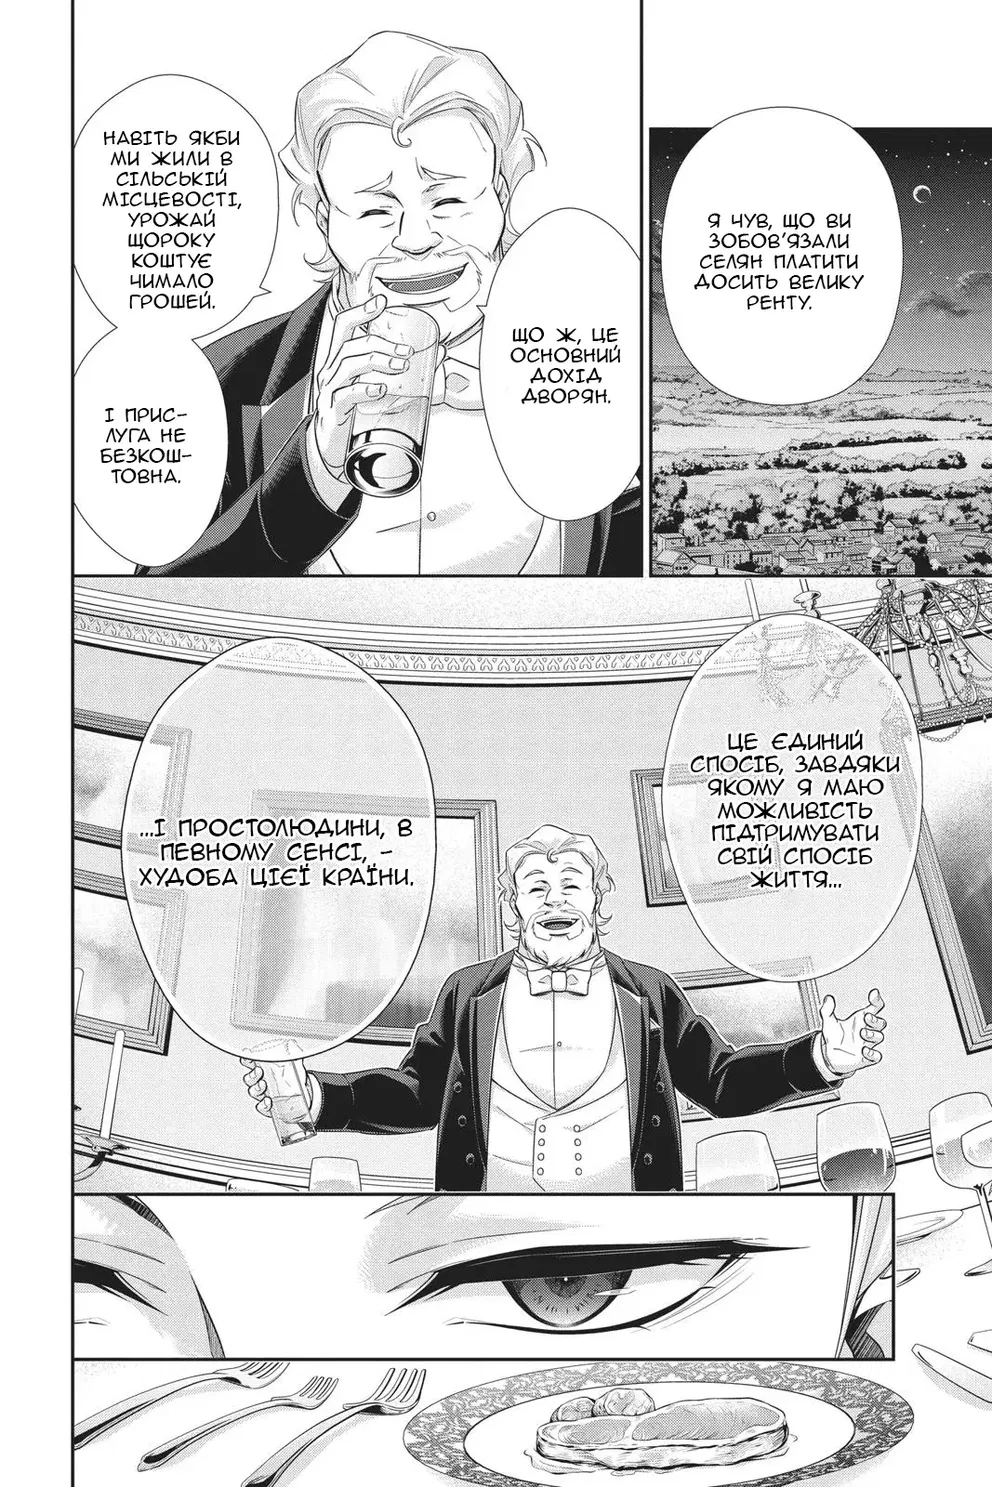 Я ЧУВ, ЩО ВИ
ЗОБОВ'ЯЗАЛИ
СЕЛЯН ПЛАТИТИ
ДОСИТЬ ВЕЛИКУ
РЕНТУ.
ЩО Ж, ЦЕ
ОСНОВНИЙ
ДОХІД
ДВОРЯН.
НАВІТЬ ЯКБИ
МИ ЖИЛИ В
СІЛЬСЬКІЙ
МІСЦЕВОСТІ,
УРОЖАЙ
ЩОРОКУ
КОШТУЄ
ЧИМАЛО
ГРОШЕЙ.
І ПРИС-
ЛУГА НЕ
БЕЗКОШ-
ТОВНА.
ЦЕ ЄДИНИЙ
СПОСІБ, ЗАВДЯКИ
ЯКОМУ Я МАЮ
МОЖЛИВІСТЬ
ПІДТРИМУВАТИ
СВІЙ СПОСІБ
ЖИТТЯ...
...І ПРОСТОЛЮДИНИ, В
ПЕВНОМУ СЕНСІ, –
ХУДОБА ЦІЄЇ КРАЇНИ.